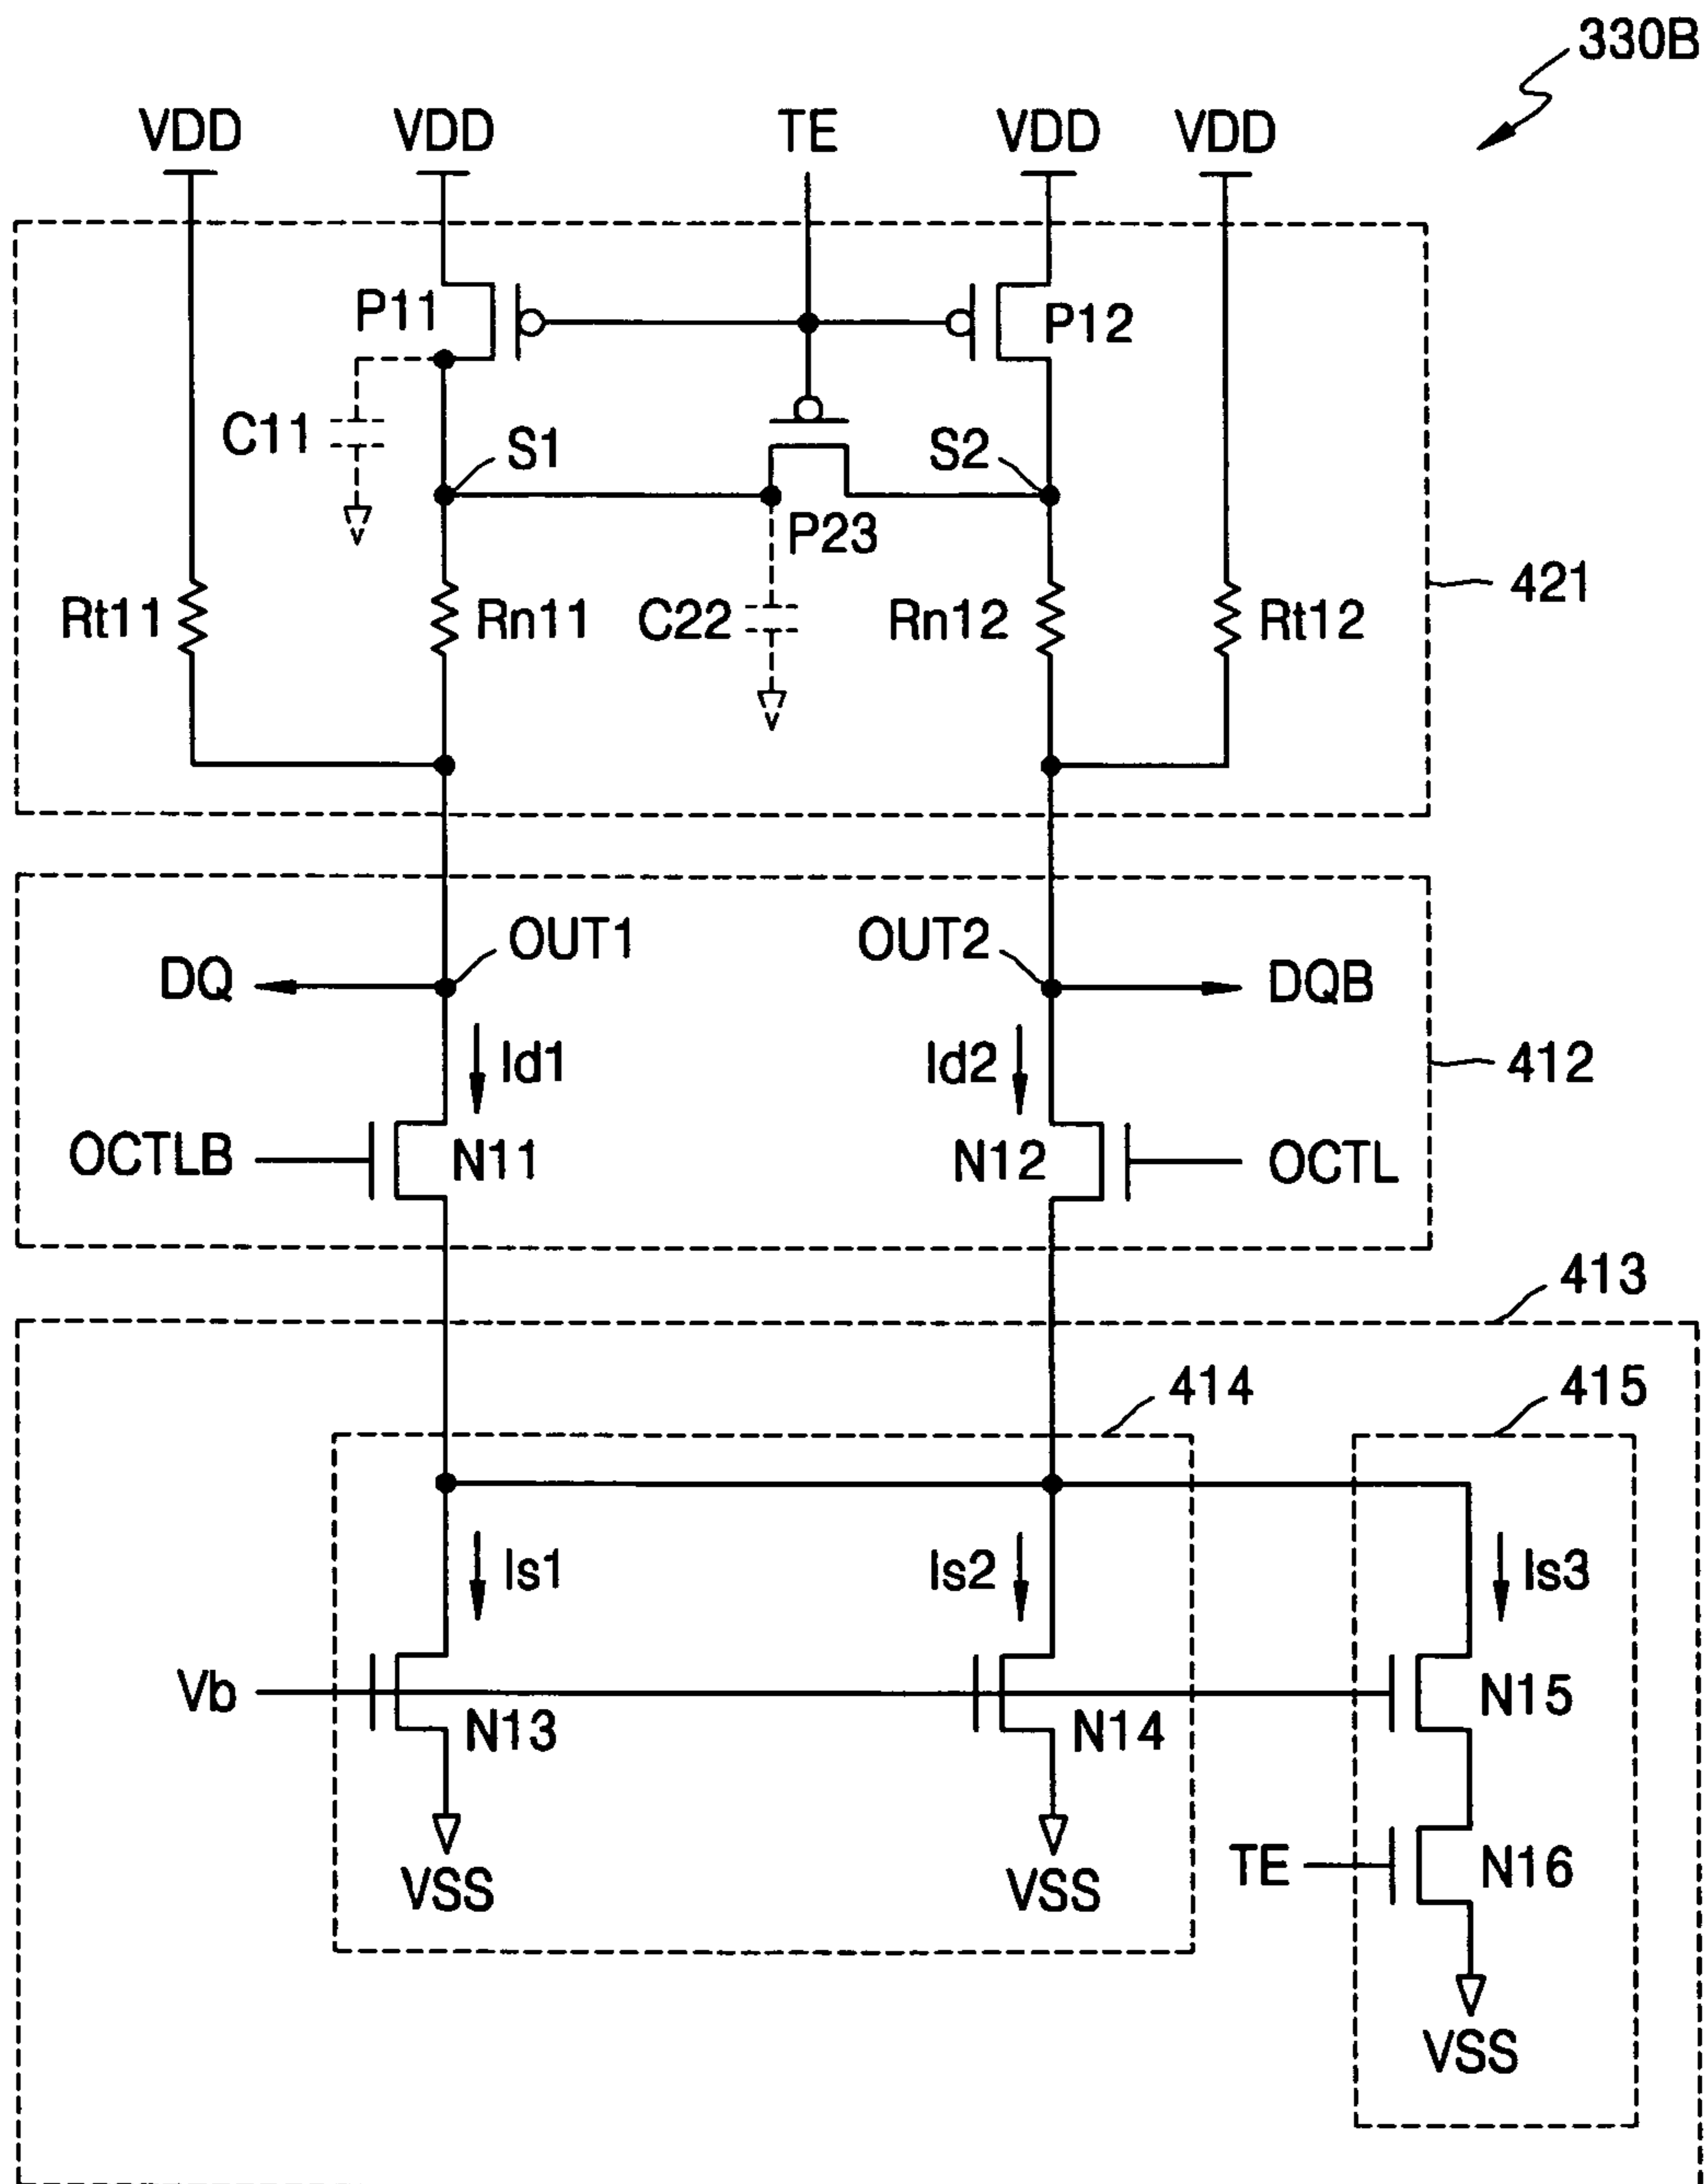 330B
VDD VDD TE VDD VDD
P11 P12
C11 S1 S2
P23
421
Rt11 Rn11 C22 Rn12 Rt12
OUT1 OUT2
DQ DQB
Id1 Id2 412
OCTLB N11 N12 OCTL
413
414 415
Is1 Is2 Is3
Vb N13 N14 N15
TE N16
VSS VSS
VSS